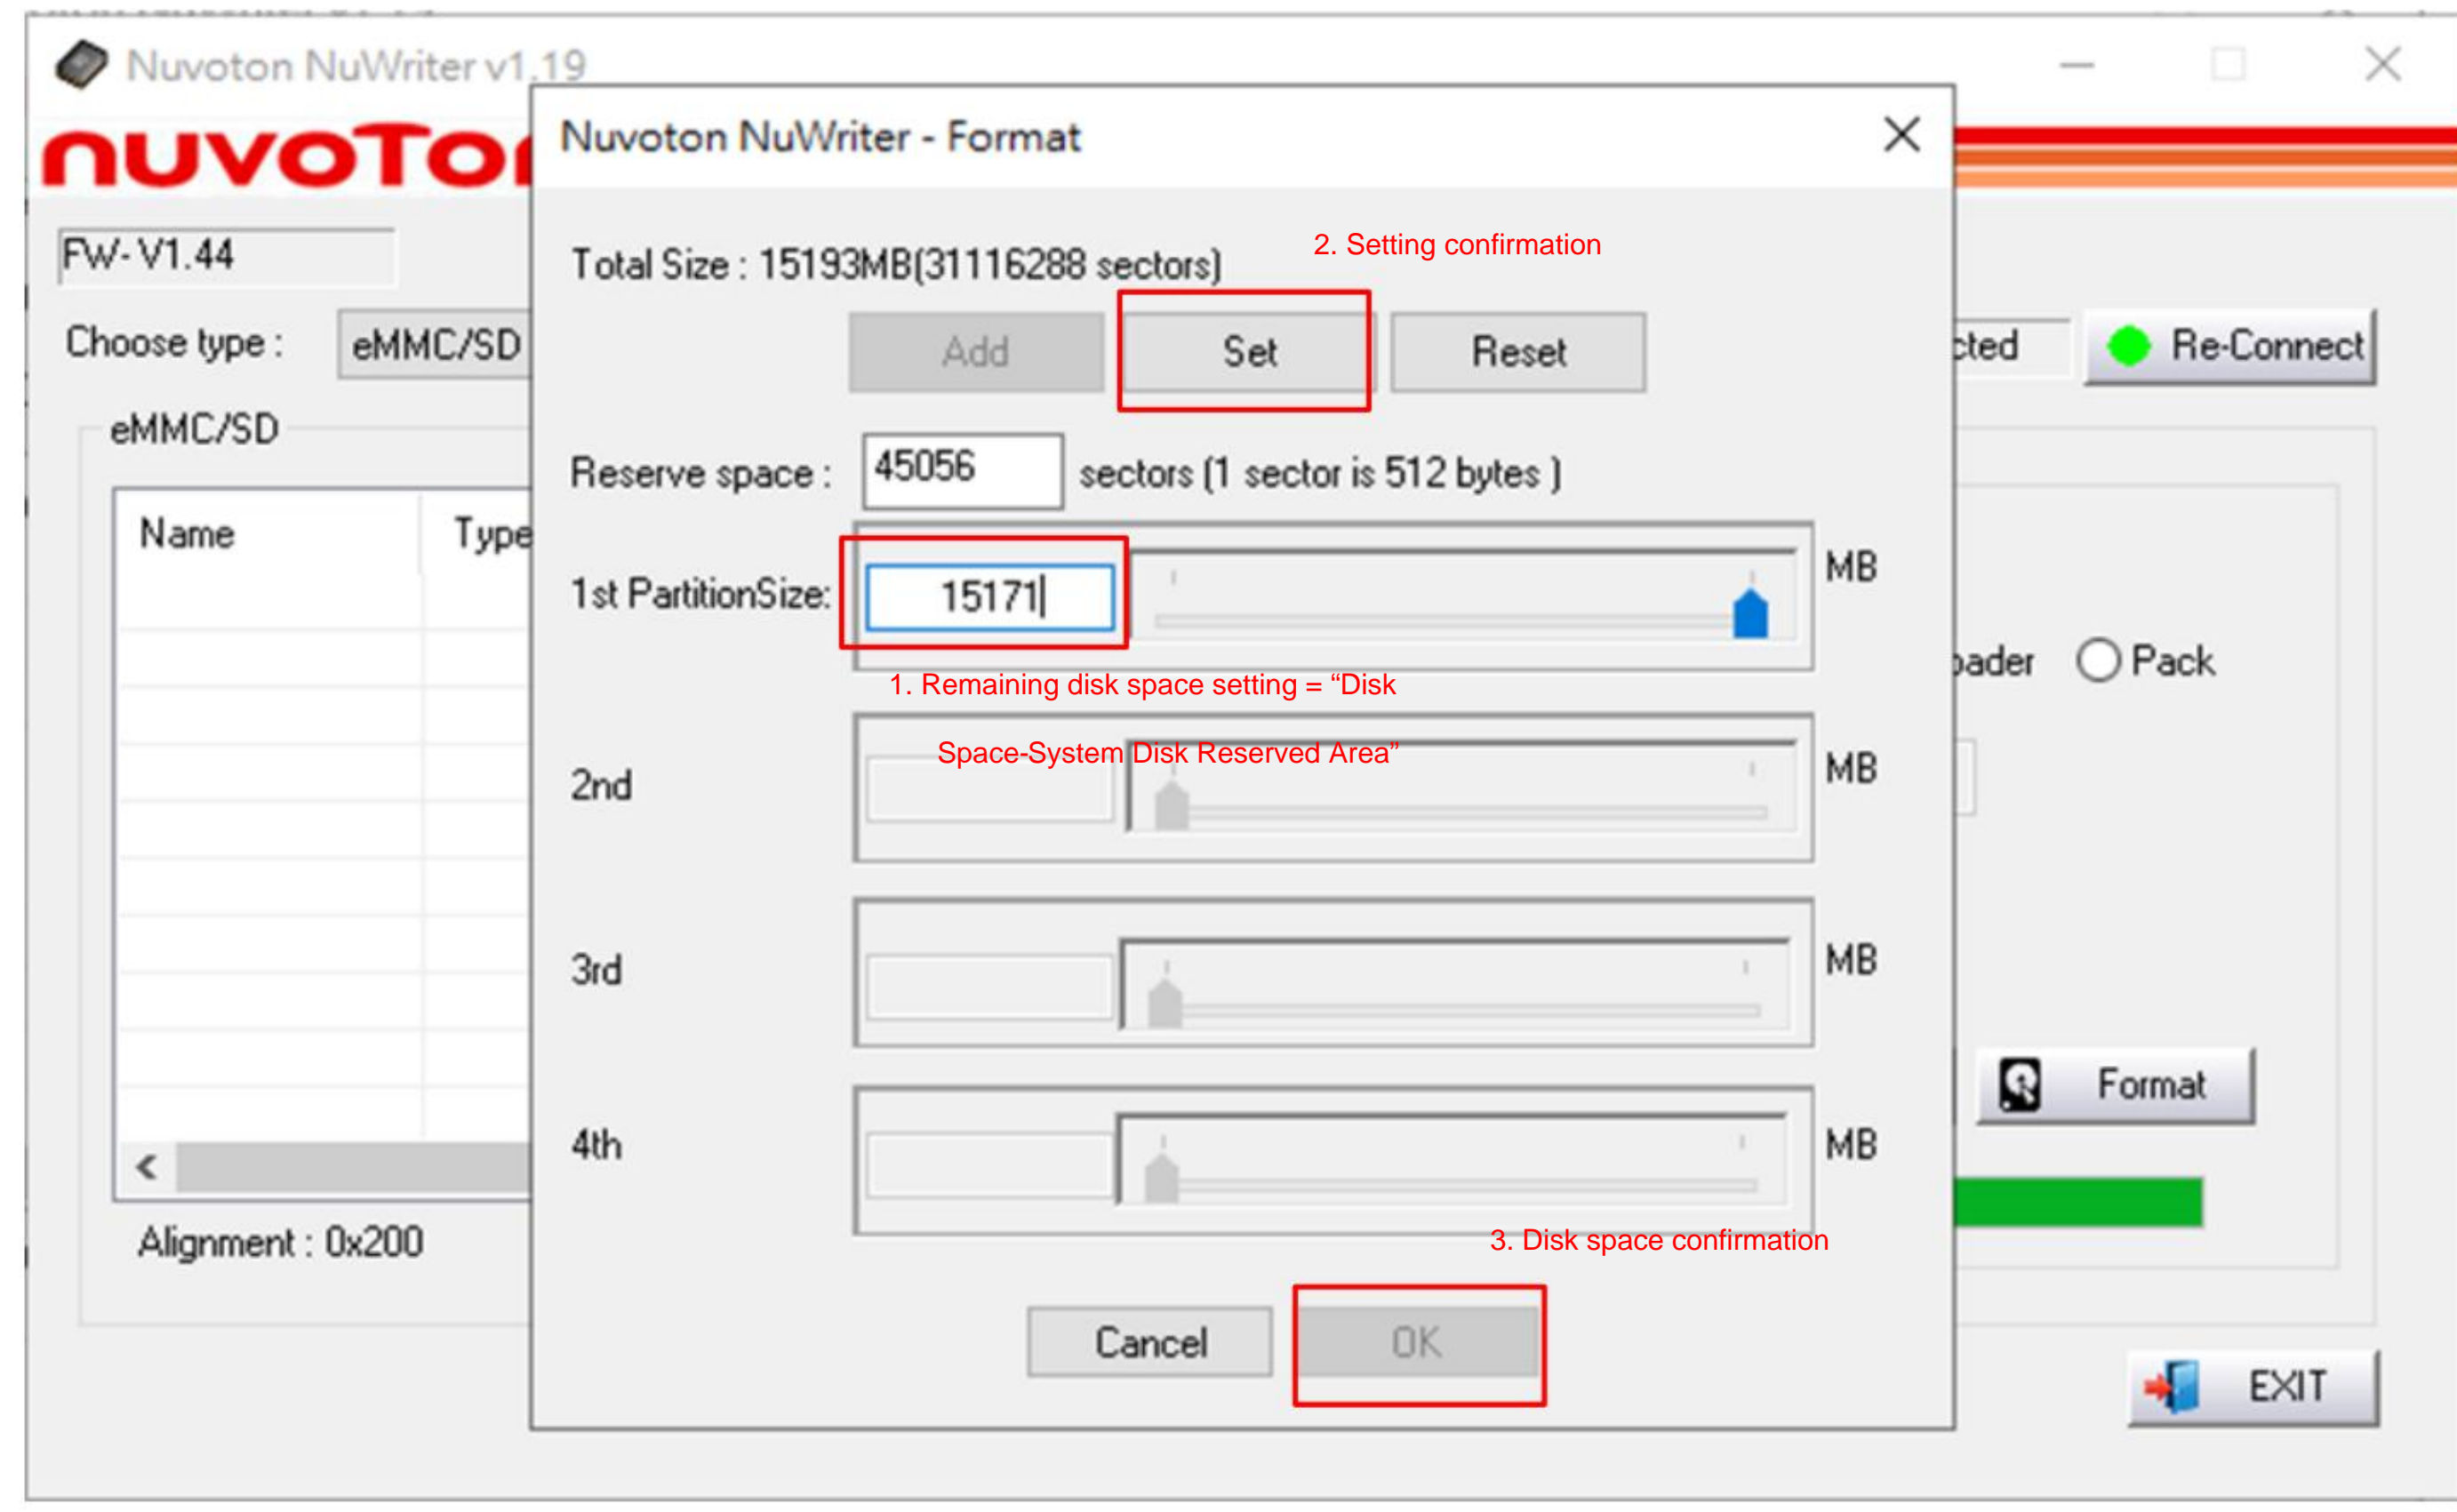 Nuvoton NuWriter v1.19
nuvoTo
Nuvoton NuWriter - Format
FW- V1.44
Total Size : 15193MB(31116288 sectors)
2. Setting confirmation
Choose type :
eMMC/SD
Add
Set
Reset
cted
Re-Connect
eMMC/SD
Reserve space :
45056
sectors (1 sector is 512 bytes )
Name
Type
1st PartitionSize:
15171
MB
oader
Pack
1. Remaining disk space setting = “Disk
Space-System Disk Reserved Area”
2nd
MB
3rd
MB
Format
4th
MB
Alignment : 0x200
3. Disk space confirmation
Cancel
OK
EXIT